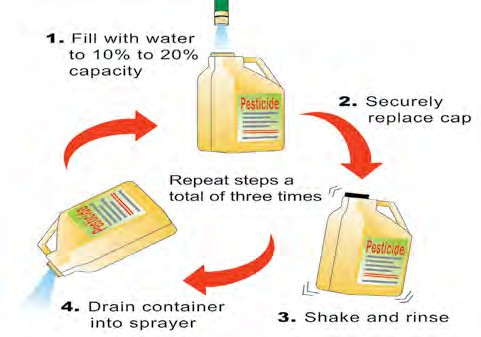 1. Fill with water
to 10% to 20%
capacity
Pesticide
2. Securely
replace cap
Repeat steps a
total of three times
Pesticide
Pesticide
4. Drain container
into sprayer
3. Shake and rinse